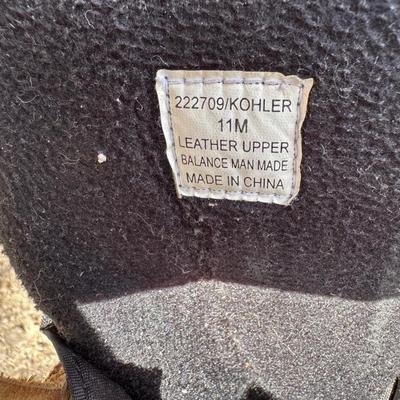 222709/KOHLER
11M
LEATHER UPPER
BALANCE MAN MADE
MADE IN CHINA